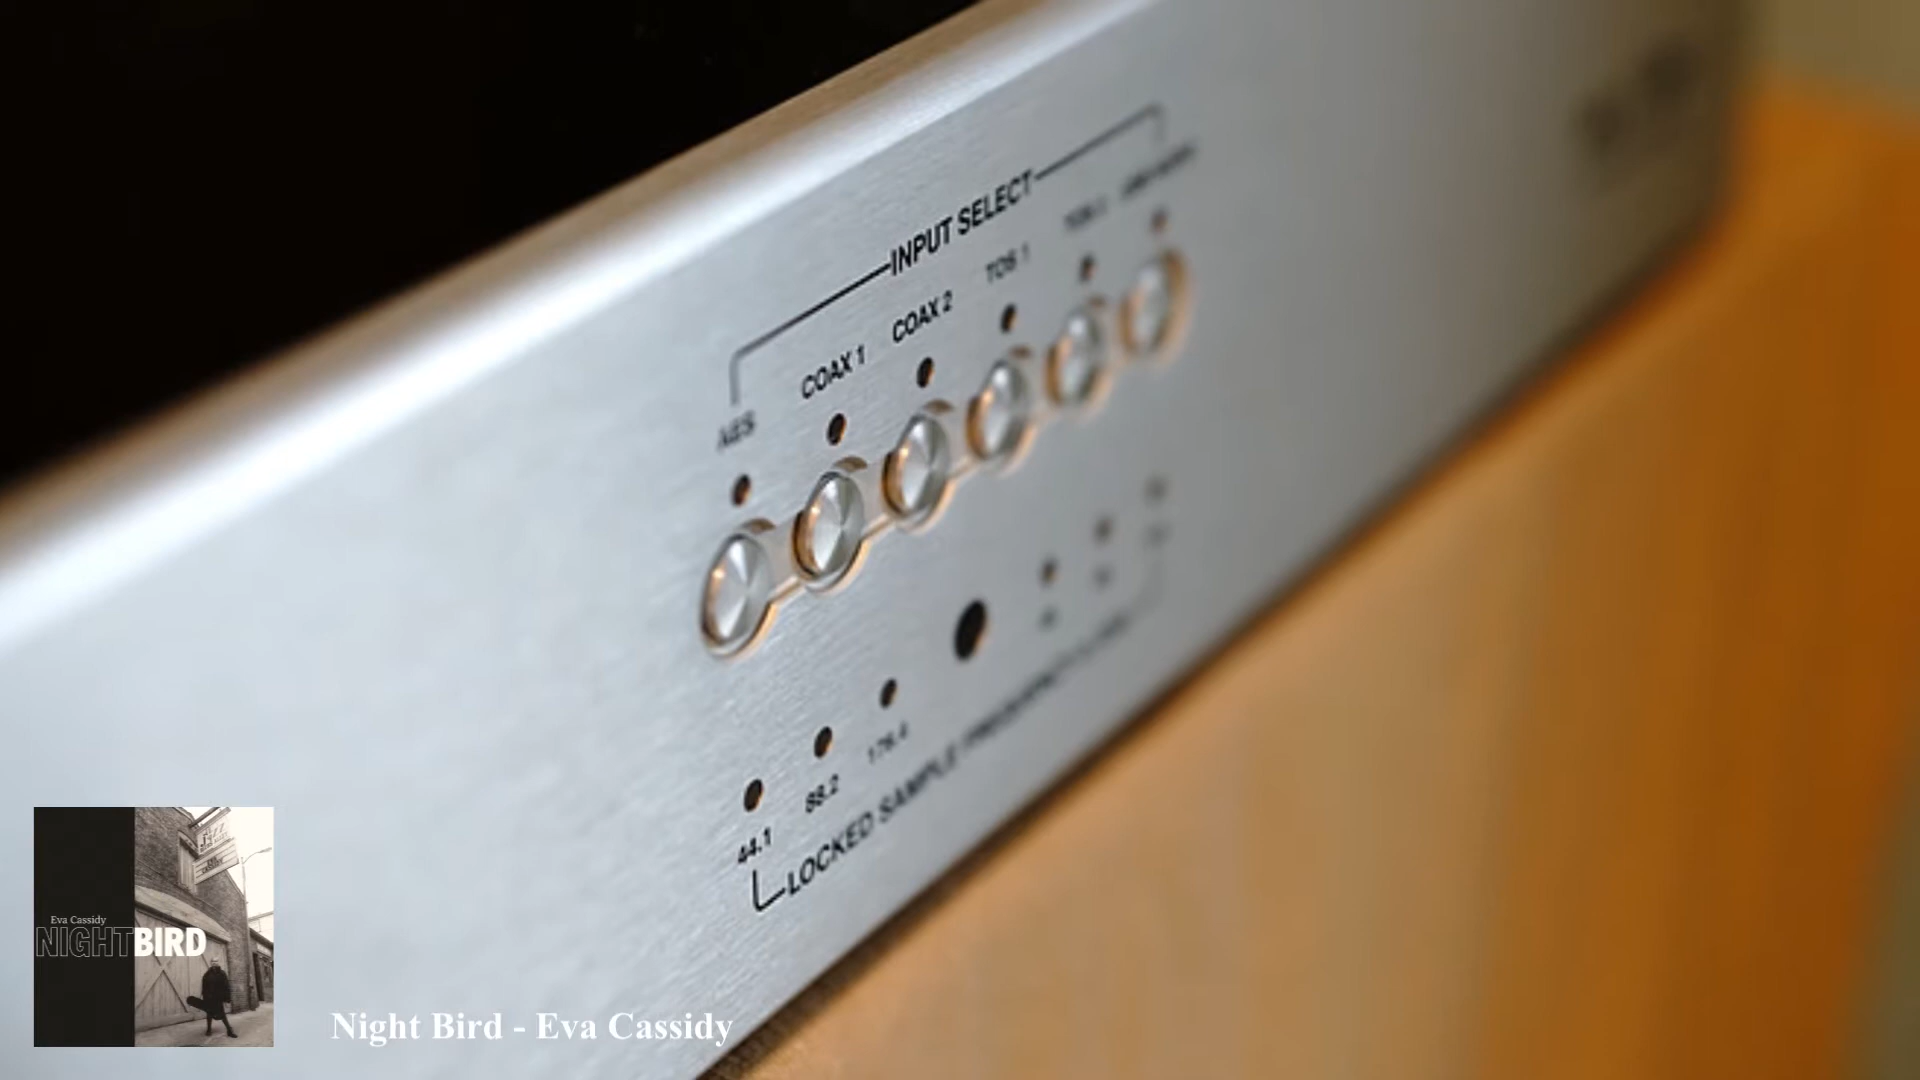 INPUT SELECT
AES
COAX 1
COAX 2
TOS 1
44.1
88.2
176.4
LOCKED SAMPLE FREQUENCY
JAZZ
Eva Cassidy
NIGHTBIRD
Night Bird - Eva Cassidy